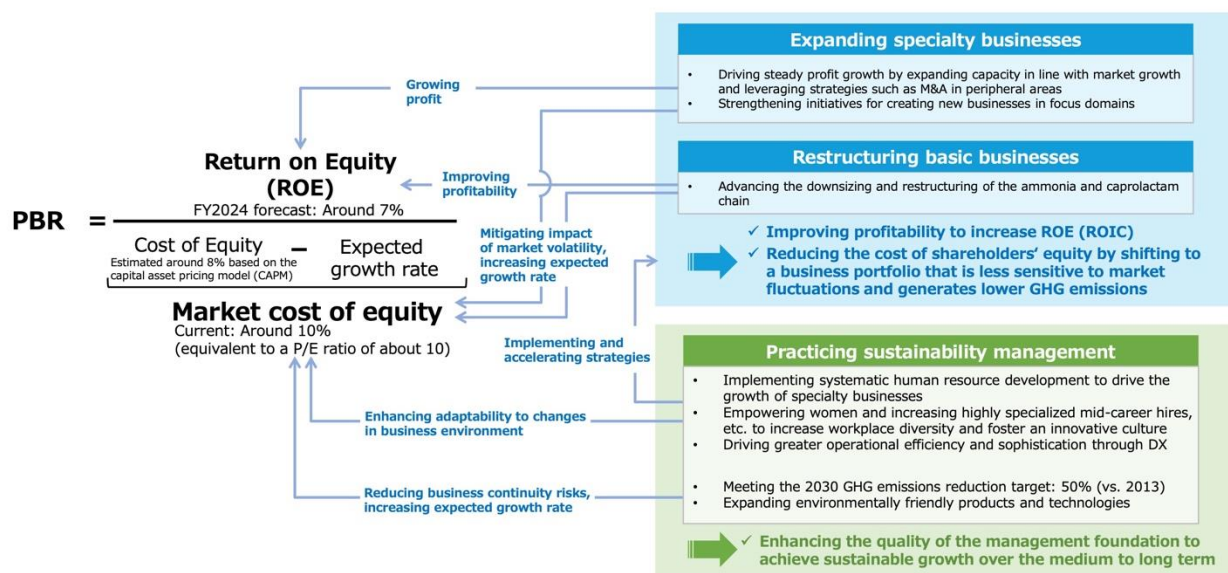 PBR =
Return on Equity
(ROE)
FY2024 forecast: Around 7%
Cost of Equity
Estimated around 8% based on the
capital asset pricing model (CAPM)
−
Expected
growth rate
Market cost of equity
Current: Around 10%
(equivalent to a P/E ratio of about 10)
Growing
profit
Improving
profitability
Mitigating impact
of market volatility,
increasing expected
growth rate
Implementing and
accelerating strategies
Enhancing adaptability to changes
in business environment
Reducing business continuity risks,
increasing expected growth rate
Expanding specialty businesses
• Driving steady profit growth by expanding capacity in line with market growth
and leveraging strategies such as M&A in peripheral areas
• Strengthening initiatives for creating new businesses in focus domains
Restructuring basic businesses
• Advancing the downsizing and restructuring of the ammonia and caprolactam
chain
✓ Improving profitability to increase ROE (ROIC)
✓ Reducing the cost of shareholders’ equity by shifting to
a business portfolio that is less sensitive to market
fluctuations and generates lower GHG emissions
Practicing sustainability management
• Implementing systematic human resource development to drive the
growth of specialty businesses
• Empowering women and increasing highly specialized mid-career hires,
etc. to increase workplace diversity and foster an innovative culture
• Driving greater operational efficiency and sophistication through DX
• Meeting the 2030 GHG emissions reduction target: 50% (vs. 2013)
• Expanding environmentally friendly products and technologies
✓ Enhancing the quality of the management foundation to
achieve sustainable growth over the medium to long term